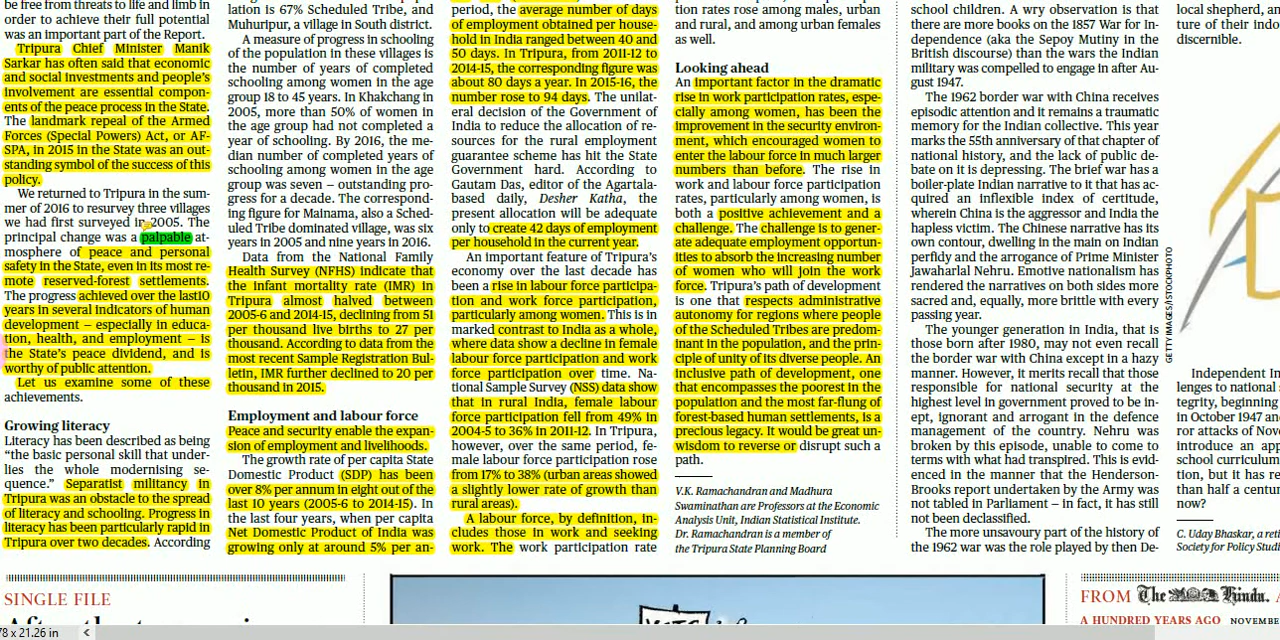 be free from threats to life and limb in
order to achieve their full potential
was an important part of the Report.
Tripura Chief Minister Manik
Sarkar has often said that economic
and social investments and people's
involvement are essential compon-
ents of the peace process in the State.
The landmark repeal of the Armed
Forces (Special Powers) Act, or AF-
SPA, in 2015 in the State was an out-
standing symbol of the success of this
policy.
We returned to Tripura in the sum-
mer of 2016 to resurvey three villages
we had first surveyed in 2005. The
principal change was a palpable at-
mosphere of peace and personal
safety in the State, even in its most re-
mote reserved-forest settlements.
The progress achieved over the last10
years in several indicators of human
development – especially in educa-
tion, health, and employment – is
the State's peace dividend, and is
worthy of public attention.
Let us examine some of these
achievements.
Growing literacy
Literacy has been described as being
"the basic personal skill that under-
lies the whole modernising se-
quence." Separatist militancy in
Tripura was an obstacle to the spread
of literacy and schooling. Progress in
literacy has been particularly rapid in
Tripura over two decades. According
lation is 67% Scheduled Tribe, and
Muhuripur, a village in South district.
A measure of progress in schooling
of the population in these villages is
the number of years of completed
schooling among women in the age
group 18 to 45 years. In Khakchang in
2005, more than 50% of women in
the age group had not completed a
year of schooling. By 2016, the me-
dian number of completed years of
schooling among women in the age
group was seven – outstanding pro-
gress for a decade. The correspond-
ing figure for Mainama, also a Sched-
uled Tribe dominated village, was six
years in 2005 and nine years in 2016.
Data from the National Family
Health Survey (NFHS) indicate that
the infant mortality rate (IMR) in
Tripura almost halved between
2005-6 and 2014-15, declining from 51
per thousand live births to 27 per
thousand. According to data from the
most recent Sample Registration Bul-
letin, IMR further declined to 20 per
thousand in 2015.
Employment and labour force
Peace and security enable the expan-
sion of employment and livelihoods.
The growth rate of per capita State
Domestic Product (SDP) has been
over 8% per annum in eight out of the
last 10 years (2005-6 to 2014-15). In
the last four years, when per capita
Net Domestic Product of India was
growing only at around 5% per an-
period, the average number of days
of employment obtained per house-
hold in India ranged between 40 and
50 days. In Tripura, from 2011-12 to
2014-15, the corresponding figure was
about 80 days a year. In 2015-16, the
number rose to 94 days. The unilat-
eral decision of the Government of
India to reduce the allocation of re-
sources for the rural employment
guarantee scheme has hit the State
Government hard. According to
Gautam Das, editor of the Agartala-
based daily, Desher Katha, the
present allocation will be adequate
only to create 42 days of employment
per household in the current year.
An important feature of Tripura's
economy over the last decade has
been a rise in labour force participa-
tion and work force participation,
particularly among women. This is in
marked contrast to India as a whole,
where data show a decline in female
labour force participation and work
force participation over time. Na-
tional Sample Survey (NSS) data show
that in rural India, female labour
force participation fell from 49% in
2004-5 to 36% in 2011-12. In Tripura,
however, over the same period, fe-
male labour force participation rose
from 17% to 38% (urban areas showed
a slightly lower rate of growth than
rural areas).
A labour force, by definition, in-
cludes those in work and seeking
work. The work participation rate
tion rates rose among males, urban
and rural, and among urban females
as well.
Looking ahead
An important factor in the dramatic
rise in work participation rates, espe-
cially among women, has been the
improvement in the security environ-
ment, which encouraged women to
enter the labour force in much larger
numbers than before. The rise in
work and labour force participation
rates, particularly among women, is
both a positive achievement and a
challenge. The challenge is to gener-
ate adequate employment opportun-
ities to absorb the increasing number
of women who will join the work
force. Tripura's path of development
is one that respects administrative
autonomy for regions where people
of the Scheduled Tribes are predom-
inant in the population, and the prin-
ciple of unity of its diverse people. An
inclusive path of development, one
that encompasses the poorest in the
population and the most far-flung of
forest-based human settlements, is a
precious legacy. It would be great un-
wisdom to reverse or disrupt such a
path.
V.K. Ramachandran and Madhura
Swaminathan are Professors at the Economic
Analysis Unit, Indian Statistical Institute.
Dr. Ramachandran is a member of
the Tripura State Planning Board
school children. A wry observation is that
there are more books on the 1857 War for In-
dependence (aka the Sepoy Mutiny in the
British discourse) than the wars the Indian
military was compelled to engage in after Au-
gust 1947.
The 1962 border war with China receives
episodic attention and it remains a traumatic
memory for the Indian collective. This year
marks the 55th anniversary of that chapter of
national history, and the lack of public de-
bate on it is depressing. The brief war has a
boiler-plate Indian narrative to it that has ac-
quired an inflexible index of certitude,
wherein China is the aggressor and India the
hapless victim. The Chinese narrative has its
own contour, dwelling in the main on Indian
perfidy and the arrogance of Prime Minister
Jawaharlal Nehru. Emotive nationalism has
rendered the narratives on both sides more
sacred and, equally, more brittle with every
passing year.
The younger generation in India, that is
those born after 1980, may not even recall
the border war with China except in a hazy
manner. However, it merits recall that those
responsible for national security at the
highest level in government proved to be in-
ept, ignorant and arrogant in the defence
management of the country. Nehru was
broken by this episode, unable to come to
terms with what had transpired. This is evid-
enced in the manner that the Henderson-
Brooks report undertaken by the Army was
not tabled in Parliament – in fact, it has still
not been declassified.
The more unsavoury part of the history of
the 1962 war was the role played by then De-
local shepherd, an
ture of their indo
discernible.
GETTY IMAGES/ISTOCKPHOTO
Independent In
lenges to national
tegrity, beginning
in October 1947 an
ror attacks of Nov
introduce an app
school curriculum
tion, but it has re
than half a centur
now?
C. Uday Bhaskar, a reti
Society for Policy Studi
SINGLE FILE
FROM The Hindu. A
A HUNDRED YEARS AGO NOVEMBE
78 x 21.26 in